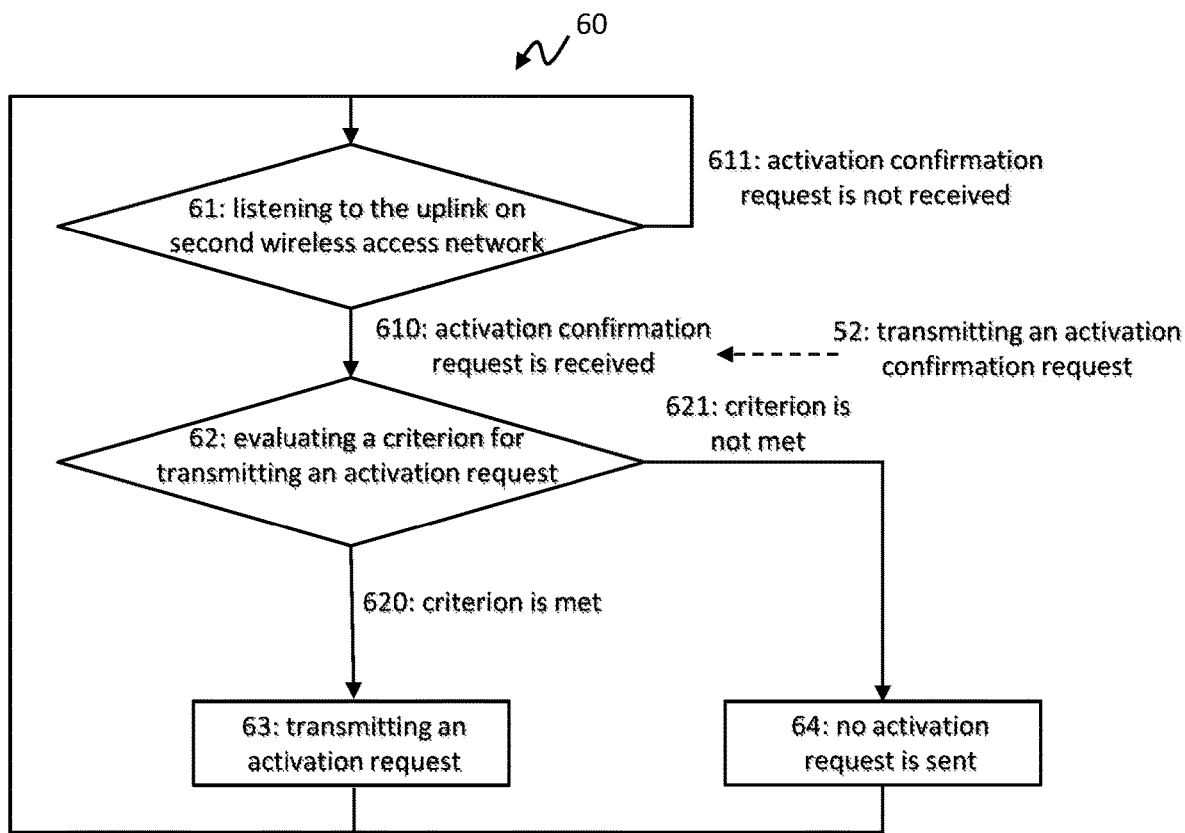 60
611: activation confirmation
request is not received
61: listening to the uplink on
second wireless access network
610: activation confirmation
request is received
52: transmitting an activation
confirmation request
621: criterion is
not met
62: evaluating a criterion for
transmitting an activation request
620: criterion is met
63: transmitting an
activation request
64: no activation
request is sent